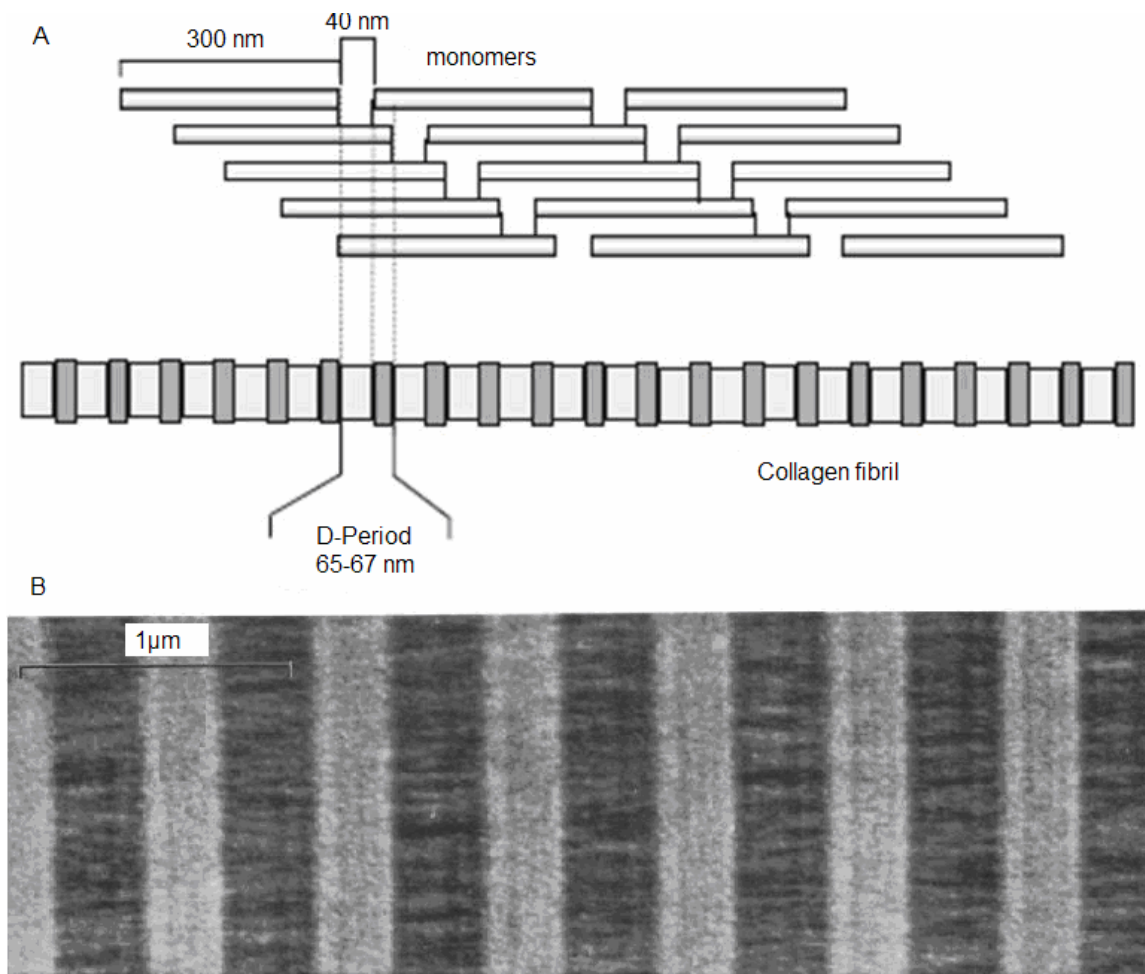 A
40 nm
300 nm
monomers
Collagen fibril
D-Period
65-67 nm
B
1µm